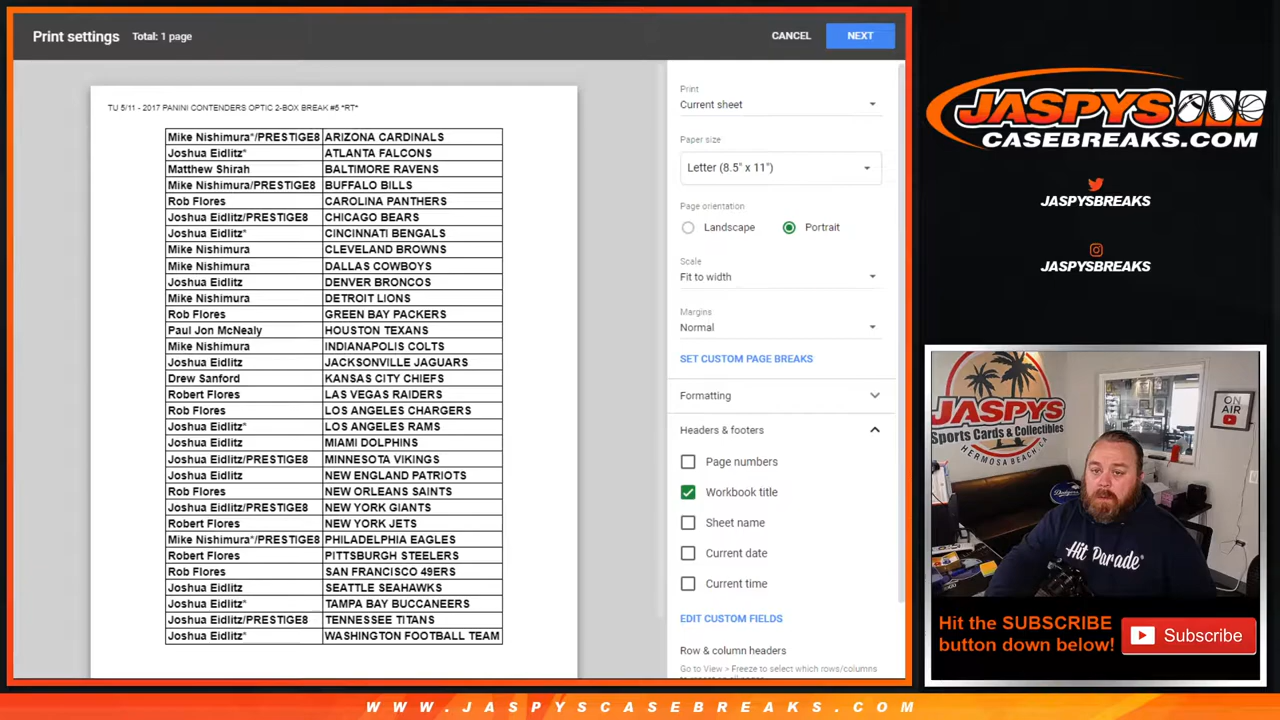 Print settings
Total: 1 page
CANCEL
NEXT
TU 5/11 - 2017 PANINI CONTENDERS OPTIC 2-BOX BREAK #5 *RT*
Mike Nishimura*/PRESTIGE8 ARIZONA CARDINALS
Joshua Eidlitz* ATLANTA FALCONS
Matthew Shirah BALTIMORE RAVENS
Mike Nishimura/PRESTIGE8 BUFFALO BILLS
Rob Flores CAROLINA PANTHERS
Joshua Eidlitz/PRESTIGE8 CHICAGO BEARS
Joshua Eidlitz* CINCINNATI BENGALS
Mike Nishimura CLEVELAND BROWNS
Mike Nishimura DALLAS COWBOYS
Joshua Eidlitz DENVER BRONCOS
Mike Nishimura DETROIT LIONS
Rob Flores GREEN BAY PACKERS
Paul Jon McNealy HOUSTON TEXANS
Mike Nishimura INDIANAPOLIS COLTS
Joshua Eidlitz JACKSONVILLE JAGUARS
Drew Sanford KANSAS CITY CHIEFS
Robert Flores LAS VEGAS RAIDERS
Rob Flores LOS ANGELES CHARGERS
Joshua Eidlitz* LOS ANGELES RAMS
Joshua Eidlitz MIAMI DOLPHINS
Joshua Eidlitz/PRESTIGE8 MINNESOTA VIKINGS
Joshua Eidlitz NEW ENGLAND PATRIOTS
Rob Flores NEW ORLEANS SAINTS
Joshua Eidlitz/PRESTIGE8 NEW YORK GIANTS
Robert Flores NEW YORK JETS
Mike Nishimura*/PRESTIGE8 PHILADELPHIA EAGLES
Robert Flores PITTSBURGH STEELERS
Rob Flores SAN FRANCISCO 49ERS
Joshua Eidlitz SEATTLE SEAHAWKS
Joshua Eidlitz* TAMPA BAY BUCCANEERS
Joshua Eidlitz/PRESTIGE8 TENNESSEE TITANS
Joshua Eidlitz* WASHINGTON FOOTBALL TEAM
Print
Current sheet
Paper size
Letter (8.5" x 11")
Page orientation
Landscape
Portrait
Scale
Fit to width
Margins
Normal
SET CUSTOM PAGE BREAKS
Formatting
Headers & footers
Page numbers
Workbook title
Sheet name
Current date
Current time
EDIT CUSTOM FIELDS
Row & column headers
Go to View > Freeze to select which rows/columns
JASPYS
CASEBREAKS.COM
JASPYSBREAKS
JASPYSBREAKS
JASPYS
Sports Cards & Collectibles
HERMOSA BEACH, CA
ON
AIR
Dodgers
Hit Parade
Hit the SUBSCRIBE
button down below!
Subscribe
WWW.JASPYSCASEBREAKS.COM